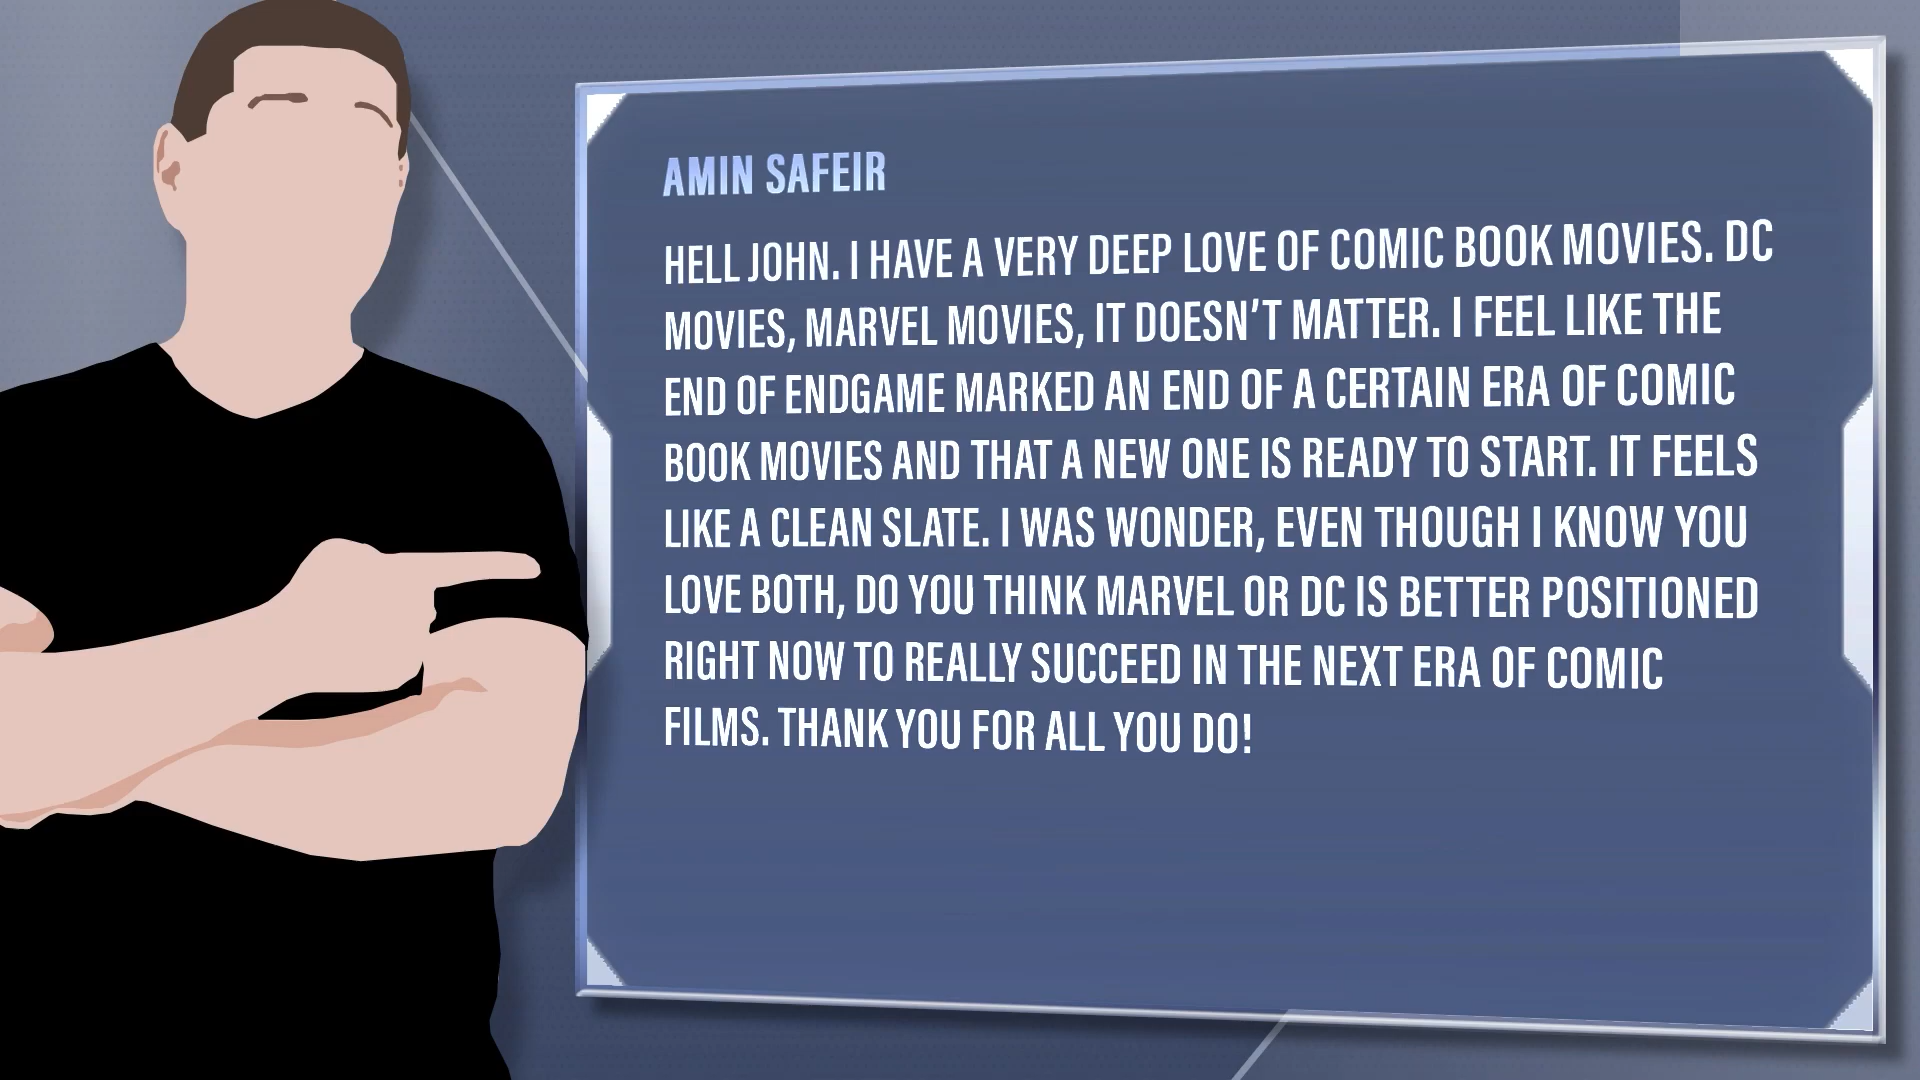 AMIN SAFEIR
HELL JOHN. I HAVE A VERY DEEP LOVE OF COMIC BOOK MOVIES. DC
MOVIES, MARVEL MOVIES, IT DOESN'T MATTER. I FEEL LIKE THE
END OF ENDGAME MARKED AN END OF A CERTAIN ERA OF COMIC
BOOK MOVIES AND THAT A NEW ONE IS READY TO START. IT FEELS
LIKE A CLEAN SLATE. I WAS WONDER, EVEN THOUGH I KNOW YOU
LOVE BOTH, DO YOU THINK MARVEL OR DC IS BETTER POSITIONED
RIGHT NOW TO REALLY SUCCEED IN THE NEXT ERA OF COMIC
FILMS. THANK YOU FOR ALL YOU DO!